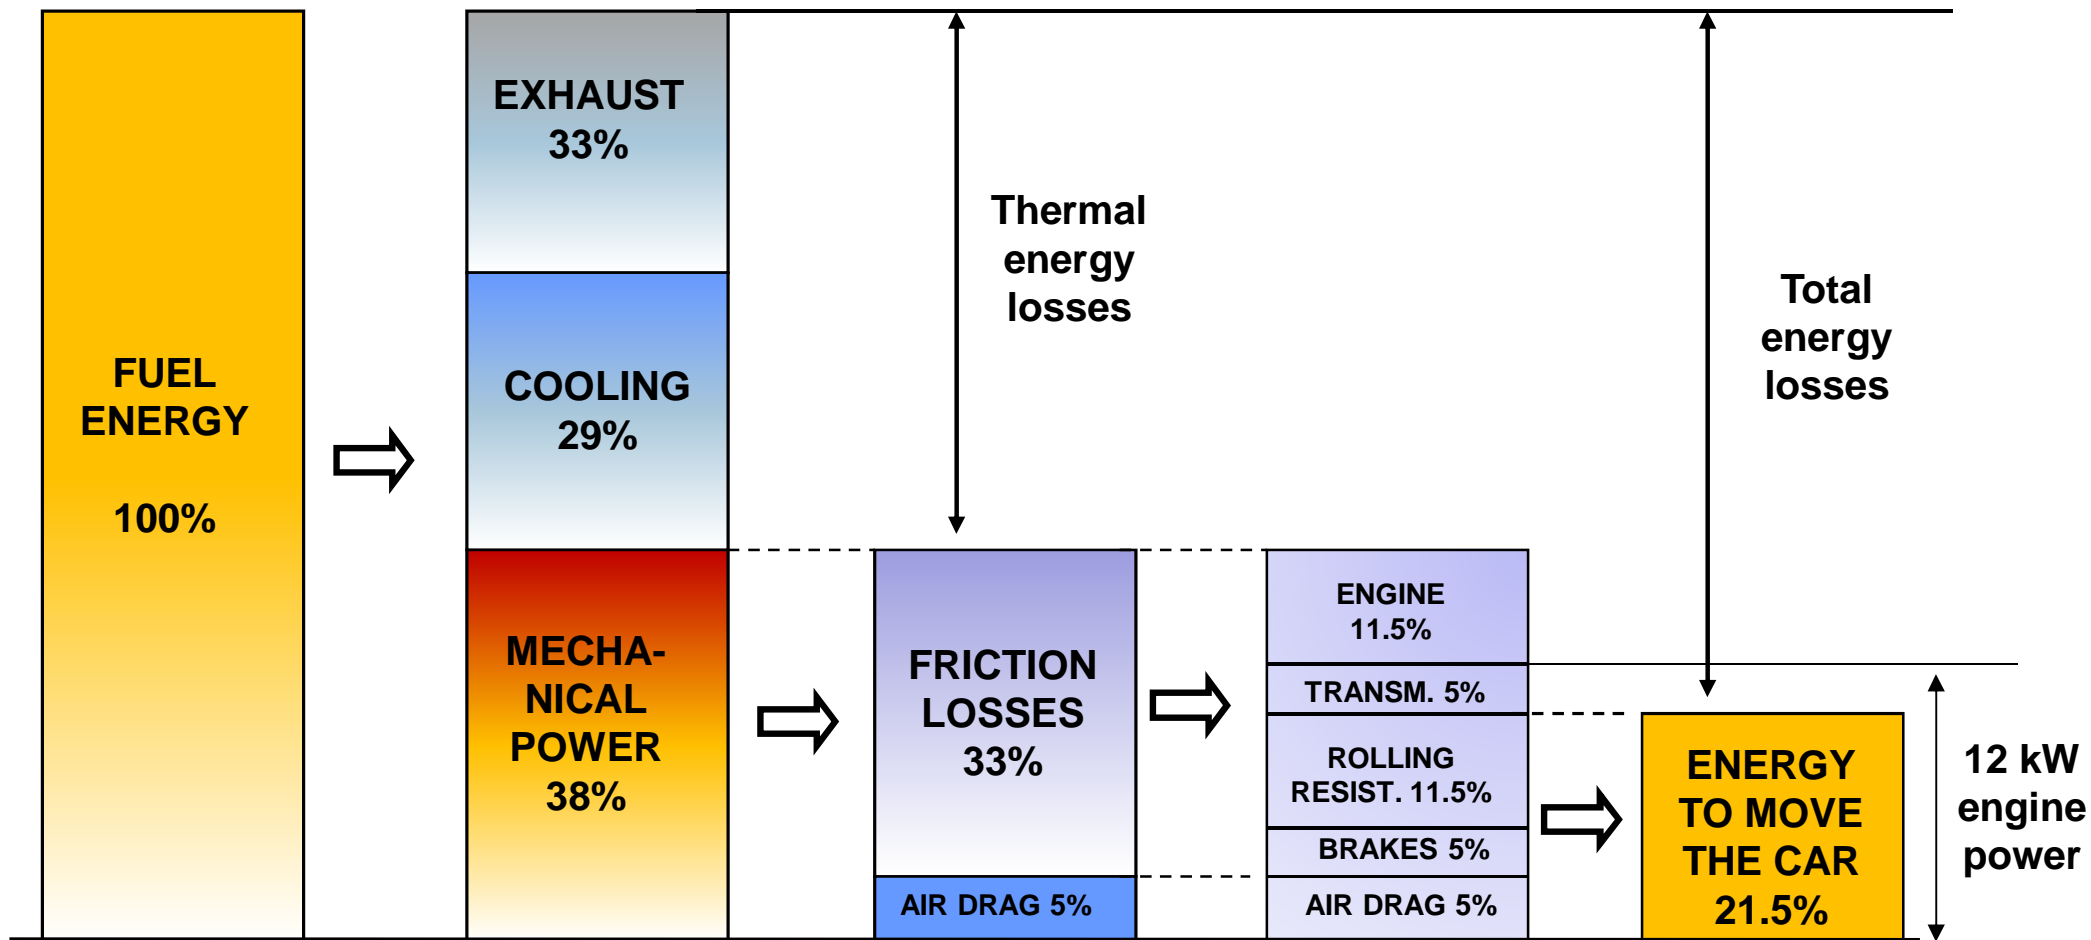 FUEL
ENERGY
100%
EXHAUST
33%
COOLING
29%
MECHA-
NICAL
POWER
38%
Thermal
energy
losses
FRICTION
LOSSES
33%
AIR DRAG 5%
ENGINE
11.5%
TRANSM. 5%
ROLLING
RESIST. 11.5%
BRAKES 5%
AIR DRAG 5%
Total
energy
losses
ENERGY
TO MOVE
THE CAR
21.5%
12 kW
engine
power